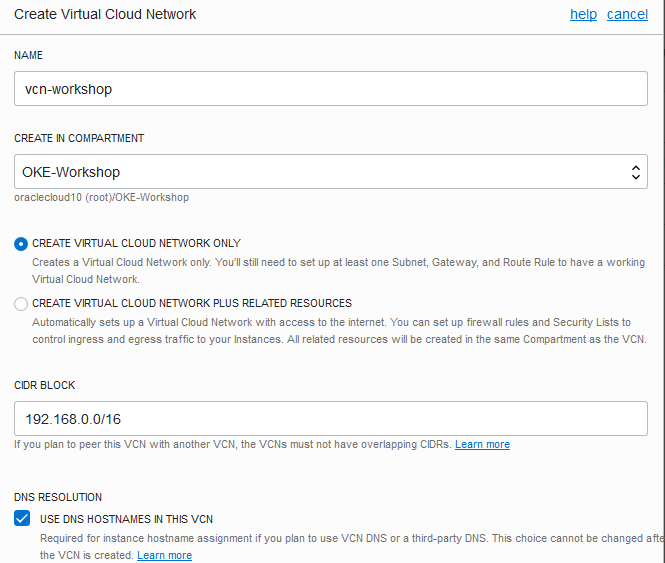 Create Virtual Cloud Network help cancel
NAME
vcn-workshop
CREATE IN COMPARTMENT
OKE-Workshop
oraclecloud10 (root)/OKE-Workshop
CREATE VIRTUAL CLOUD NETWORK ONLY
Creates a Virtual Cloud Network only. You'll still need to set up at least one Subnet, Gateway, and Route Rule to have a working
Virtual Cloud Network.
CREATE VIRTUAL CLOUD NETWORK PLUS RELATED RESOURCES
Automatically sets up a Virtual Cloud Network with access to the internet. You can set up firewall rules and Security Lists to
control ingress and egress traffic to your Instances. All related resources will be created in the same Compartment as the VCN.
CIDR BLOCK
192.168.0.0/16
If you plan to peer this VCN with another VCN, the VCNs must not have overlapping CIDRs. Learn more
DNS RESOLUTION
USE DNS HOSTNAMES IN THIS VCN
Required for instance hostname assignment if you plan to use VCN DNS or a third-party DNS. This choice cannot be changed afte
the VCN is created. Learn more